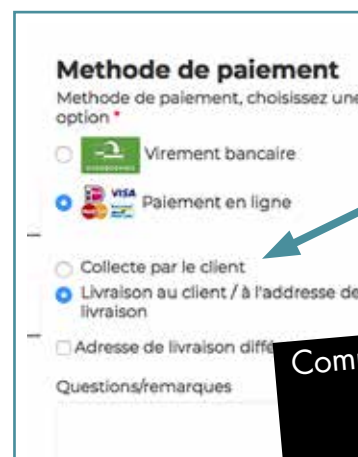 Methode de paiement
Methode de paiement, choisissez une
option *
Virement bancaire
VISA
Paiement en ligne
Collecte par le client
Livraison au client / à l'addresse de
livraison
Adresse de livraison diffé
Com
Questions/remarques